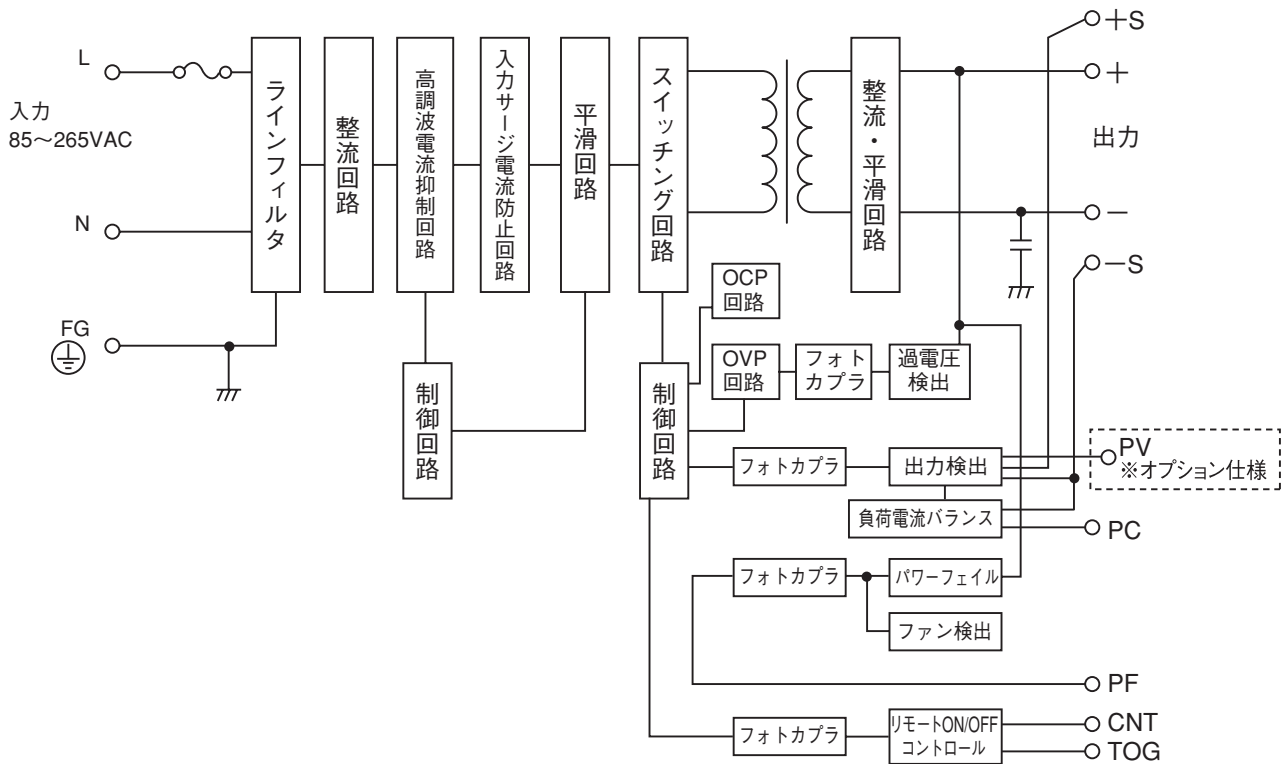 +S
L
+
入力
85～265VAC
出力
ラインフィルタ
整流回路
高調波電流抑制回路
入力サージ電流防止回路
平滑回路
スイッチング回路
整流・平滑回路
N
−
−S
OCP
回路
FG
OVP
回路
フォト
カプラ
過電圧
検出
制御回路
制御回路
フォトカプラ
出力検出
PV
※オプション仕様
負荷電流バランス
PC
フォトカプラ
パワーフェイル
ファン検出
PF
フォトカプラ
リモートON/OFF
コントロール
CNT
TOG